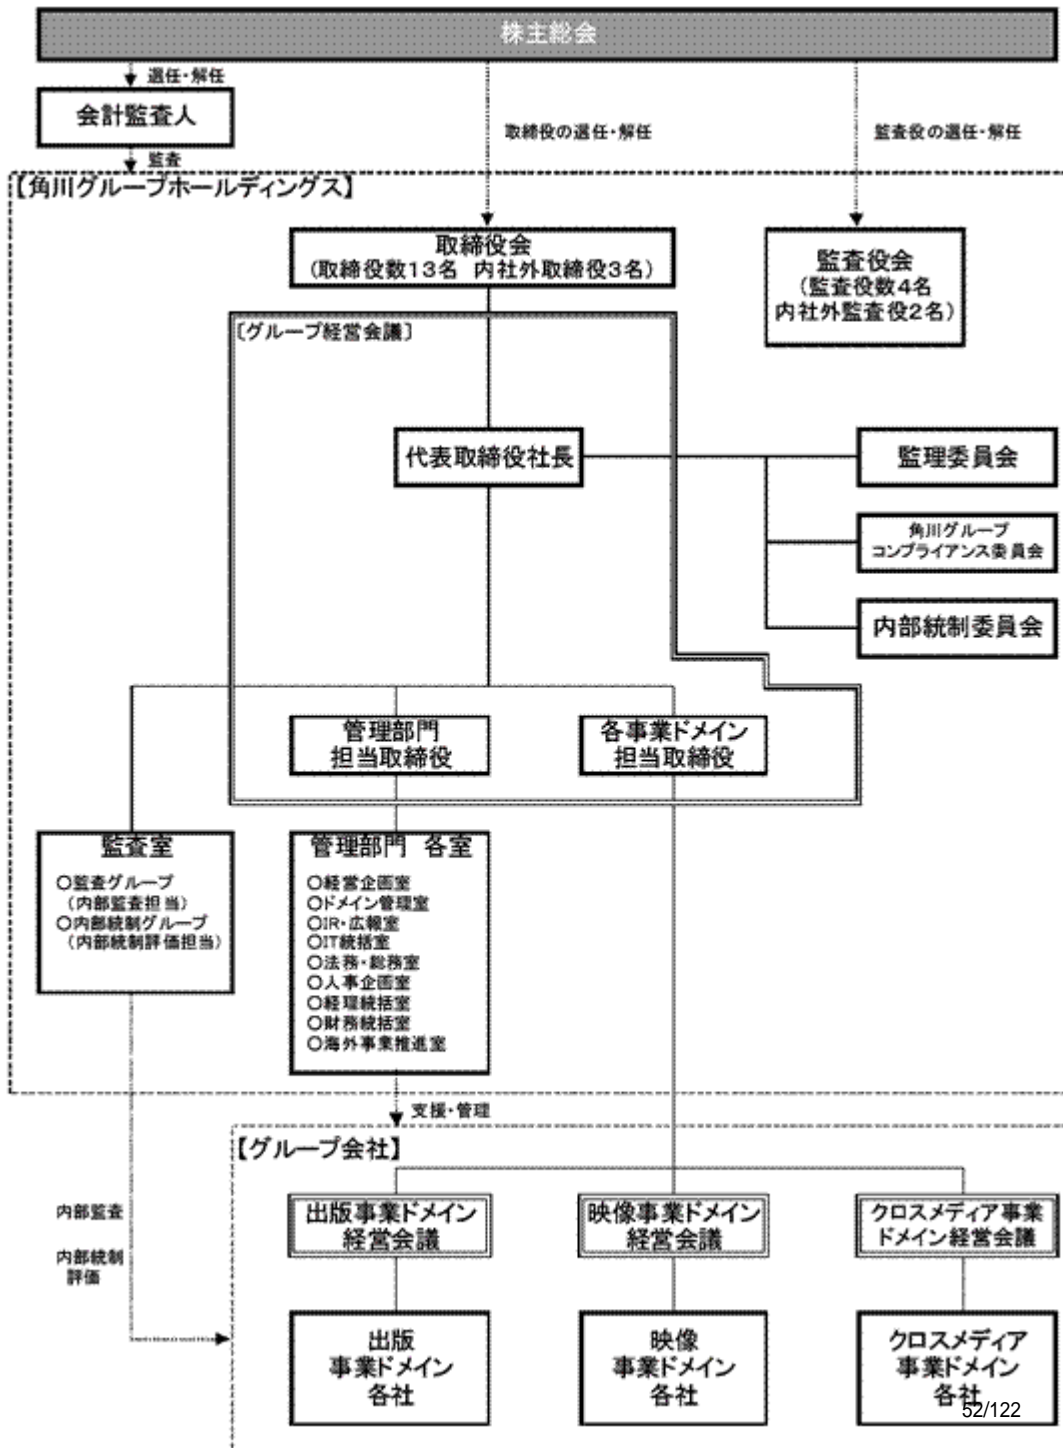 株主総会
選任・解任
会計監査人
取締役の選任・解任
監査役の選任・解任
監査
【角川グループホールディングス】
取締役会
（取締役数13名 内社外取締役3名）
監査役会
（監査役数4名
内社外監査役2名）
〔グループ経営会議〕
代表取締役社長
監理委員会
角川グループ
コンプライアンス委員会
内部統制委員会
管理部門
担当取締役
各事業ドメイン
担当取締役
監査室
○監査グループ
（内部監査担当）
○内部統制グループ
（内部統制評価担当）
管理部門 各室
○経営企画室
○ドメイン管理室
○IR・広報室
○IT統括室
○法務・総務室
○人事企画室
○経理統括室
○財務統括室
○海外事業推進室
支援・管理
【グループ会社】
内部監査
内部統制
評価
出版事業ドメイン
経営会議
映像事業ドメイン
経営会議
クロスメディア事業
ドメイン経営会議
出版
事業ドメイン
各社
映像
事業ドメイン
各社
クロスメディア
事業ドメイン
各社
52/122